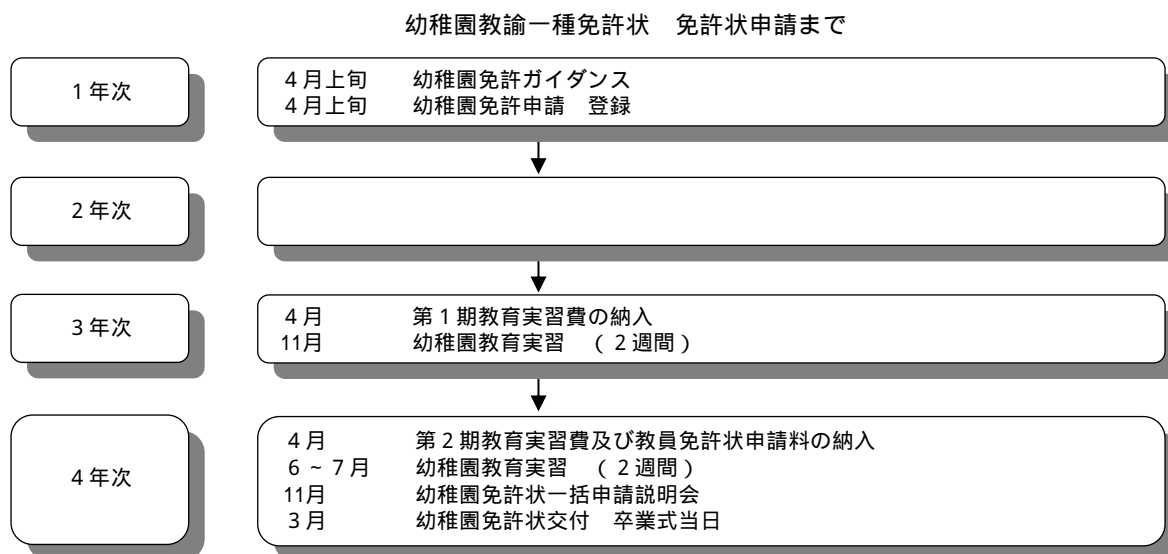 幼稚園教諭一種免許状　免許状申請まで
1年次
4月上旬　幼稚園免許ガイダンス
4月上旬　幼稚園免許申請　登録
2年次
3年次
4月　第1期教育実習費の納入
11月　幼稚園教育実習　(2週間)
4年次
4月　第2期教育実習費及び教員免許状申請料の納入
6～7月　幼稚園教育実習　(2週間)
11月　幼稚園免許状一括申請説明会
3月　幼稚園免許状交付　卒業式当日